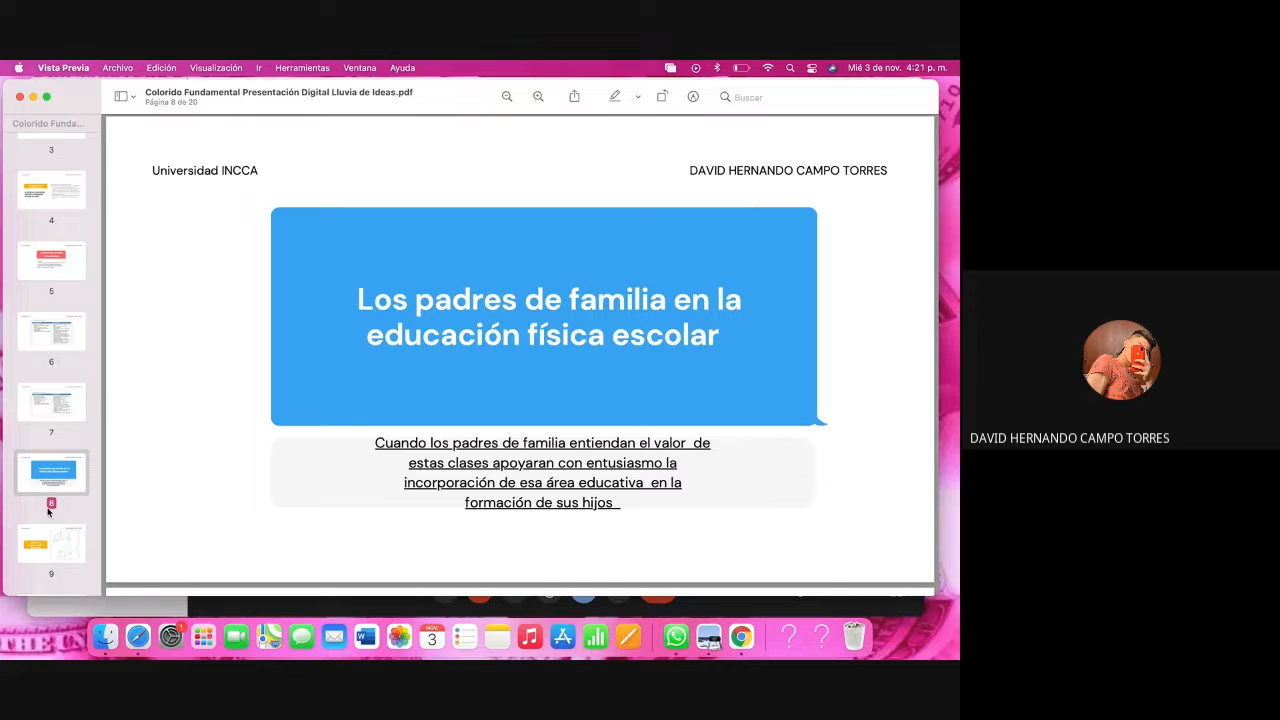 Vista Previa Archivo Edición Visualización Ir Herramientas Ventana Ayuda Mié 3 de nov. 4:21 p. m.
Colorido Fundamental Presentación Digital Lluvia de Ideas.pdf
Página 8 de 20
Buscar
Colorido Funda...
3
4
5
6
7
8
9
Universidad INCCA
DAVID HERNANDO CAMPO TORRES
Los padres de familia en la
educación física escolar
Cuando los padres de familia entiendan el valor de
estas clases apoyaran con entusiasmo la
incorporación de esa área educativa en la
formación de sus hijos
DAVID HERNANDO CAMPO TORRES
NOV.
3